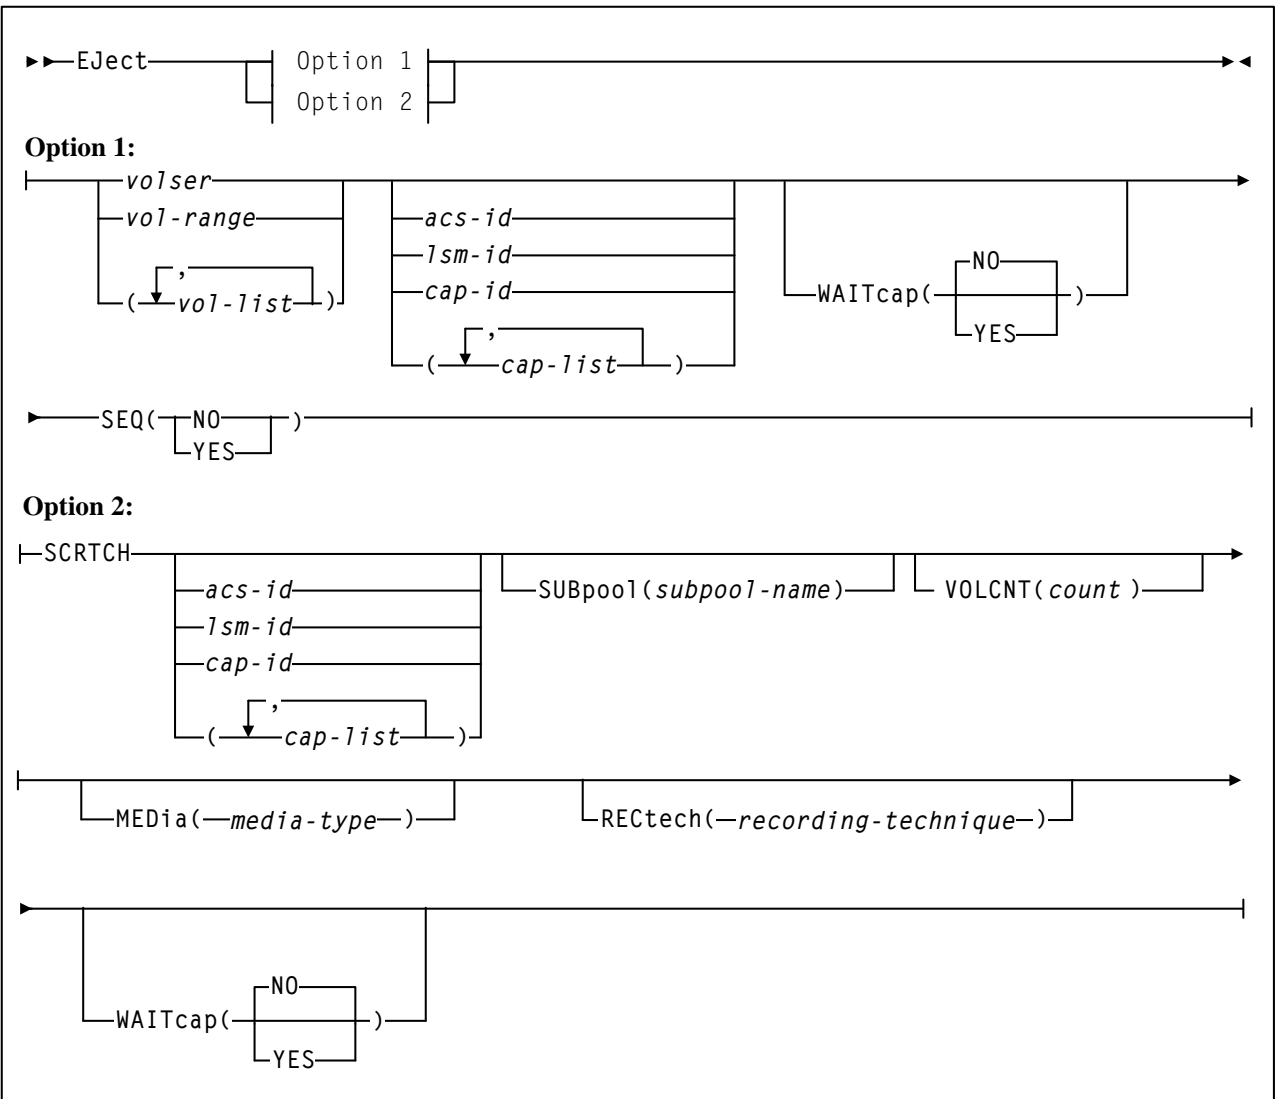 EJect
Option 1
Option 2
Option 1:
volser
vol-range
,
( vol-list )
acs-id
lsm-id
cap-id
,
( cap-list )
NO
WAITcap( )
YES
SEQ( NO )
YES
Option 2:
SCRTCH
acs-id
lsm-id
cap-id
,
( cap-list )
SUBpool(subpool-name)
VOLCNT(count )
MEDia( media-type )
RECtech( recording-technique )
NO
WAITcap( )
YES